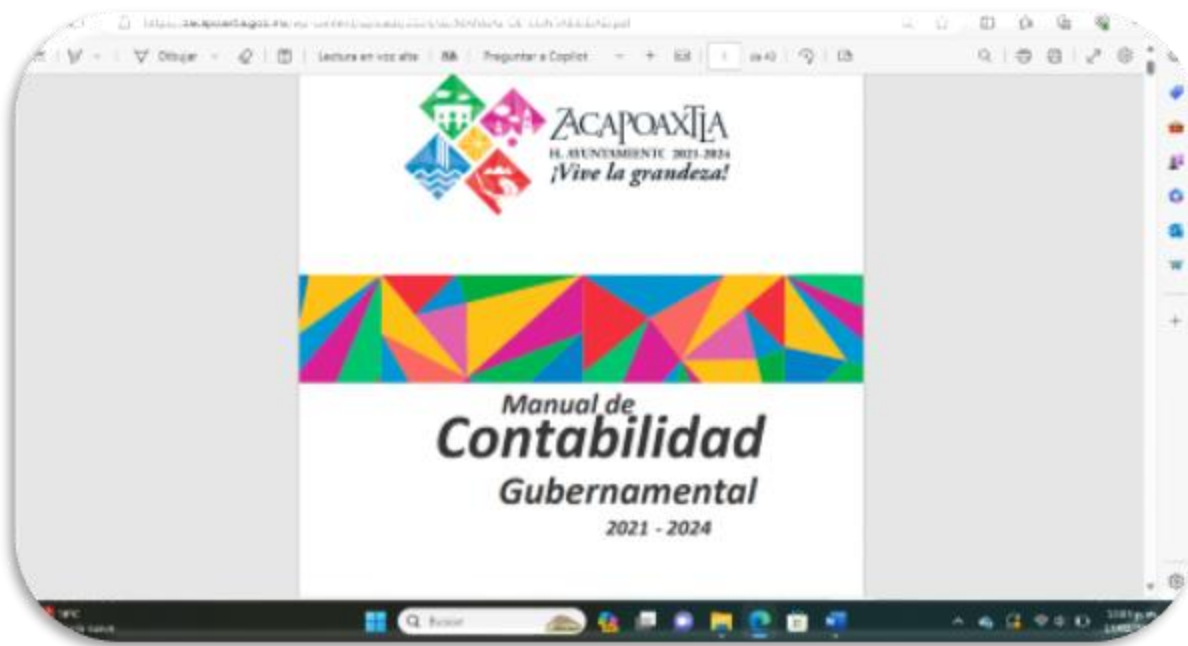 Dibujar
Lectura en voz alta
Preguntar a Copilot
ZACAPOAXTLA
H. AYUNTAMIENTO 2021-2024
¡Vive la grandeza!
Manual de
Contabilidad
Gubernamental
2021 - 2024
Buscar